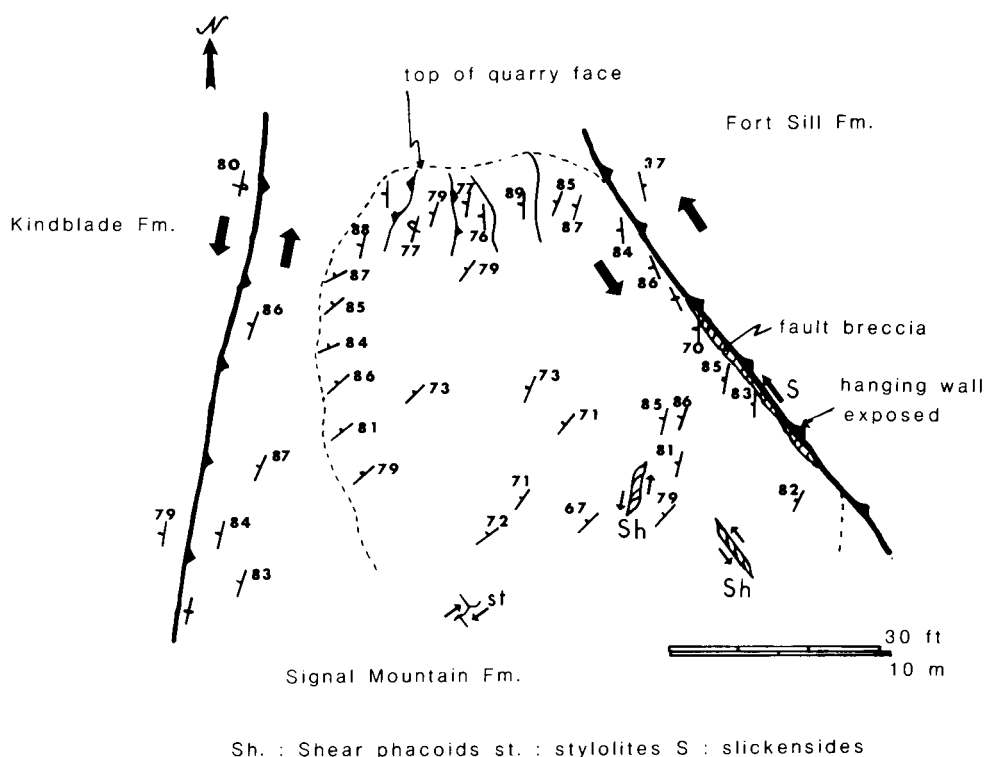 N
top of quarry face
Fort Sill Fm.
80
37
Kindblade Fm.
79
77
89
85
88
77
76
87
84
87
79
86
86
85
fault breccia
84
70
85
S
hanging wall
exposed
86
73
73
83
71
85
86
81
81
87
79
71
82
79
84
72
67
79
Sh
83
Sh
st
30 ft
10 m
Signal Mountain Fm.
Sh. : Shear phacoids st. : stylolites S : slickensides